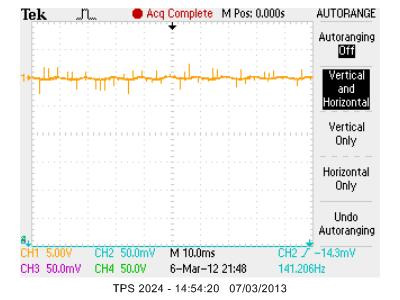 Tek Acq Complete M Pos: 0.000s AUTORANGE
Autoranging
Off
Vertical
and
Horizontal
Vertical
Only
Horizontal
Only
Undo
Autoranging
1
CH1 5.00V CH2 50.0mV M 10.0ms CH2 -14.3mV
CH3 50.0mV CH4 50.0V 6-Mar-12 21:48 141.206Hz
TPS 2024 - 14:54:20 07/03/2013